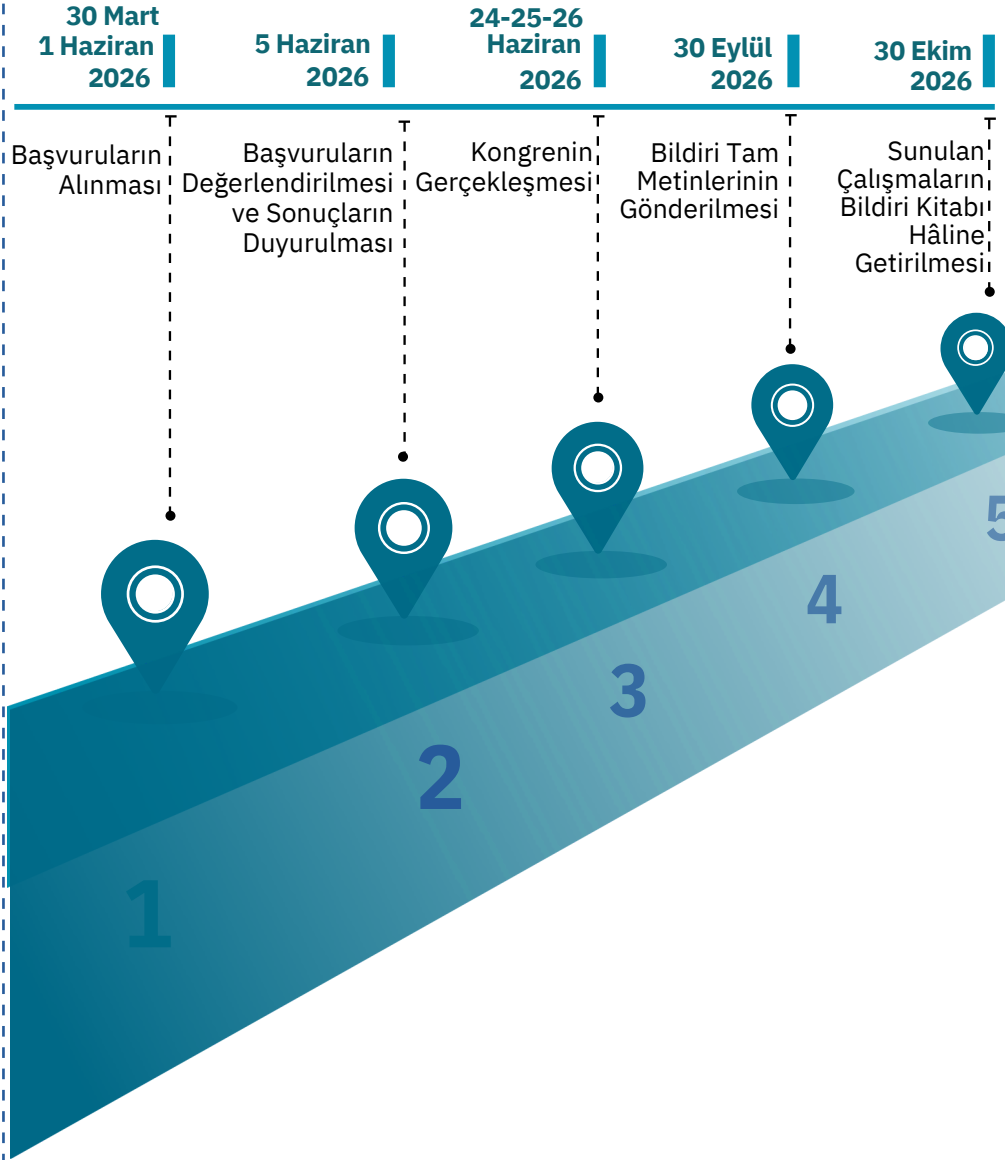 30 Mart
1 Haziran
2026
5 Haziran
2026
24-25-26
Haziran
2026
30 Eylül
2026
30 Ekim
2026
Başvuruların
Alınması
Başvuruların
Değerlendirilmesi
ve Sonuçların
Duyurulması
Kongrenin
Gerçekleşmesi
Bildiri Tam
Metinlerinin
Gönderilmesi
Sunulan
Çalışmaların
Bildiri Kitabı
Hâline
Getirilmesi
1
2
3
4
5